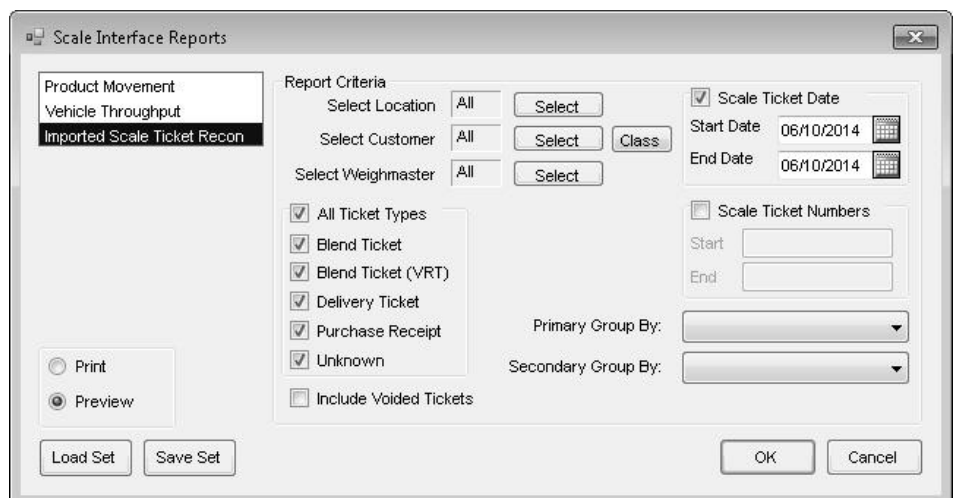 Scale Interface Reports
Product Movement
Vehicle Throughput
Imported Scale Ticket Recon
Report Criteria
Select Location All Select
Select Customer All Select Class
Select Weighmaster All Select
Scale Ticket Date
Start Date 06/10/2014
End Date 06/10/2014
All Ticket Types
Blend Ticket
Blend Ticket (VRT)
Delivery Ticket
Purchase Receipt
Unknown
Include Voided Tickets
Scale Ticket Numbers
Start
End
Primary Group By:
Secondary Group By:
Print
Preview
Load Set Save Set OK Cancel